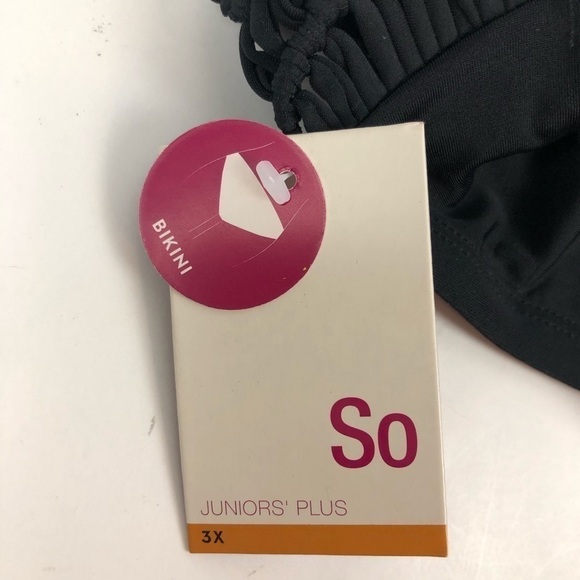 BIKINI
So
JUNIORS' PLUS
3X